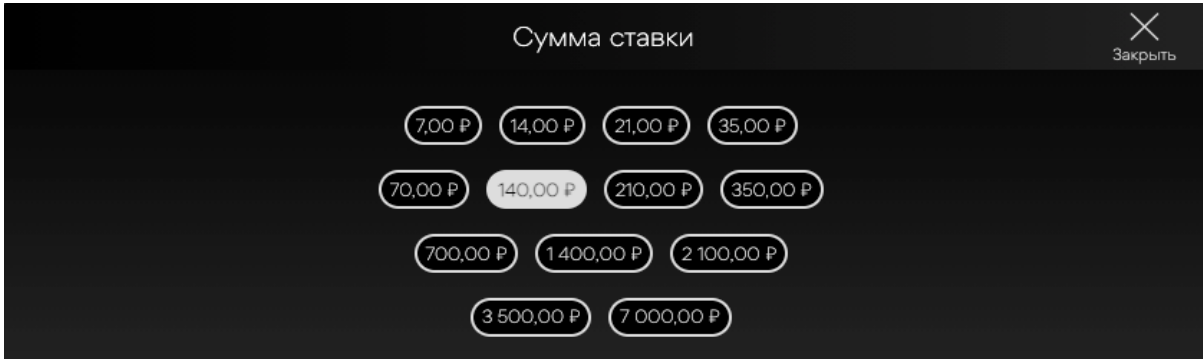 Сумма ставки
Закрыть
7,00 ₽ 14,00 ₽ 21,00 ₽ 35,00 ₽
70,00 ₽ 140,00 ₽ 210,00 ₽ 350,00 ₽
700,00 ₽ 1 400,00 ₽ 2 100,00 ₽
3 500,00 ₽ 7 000,00 ₽